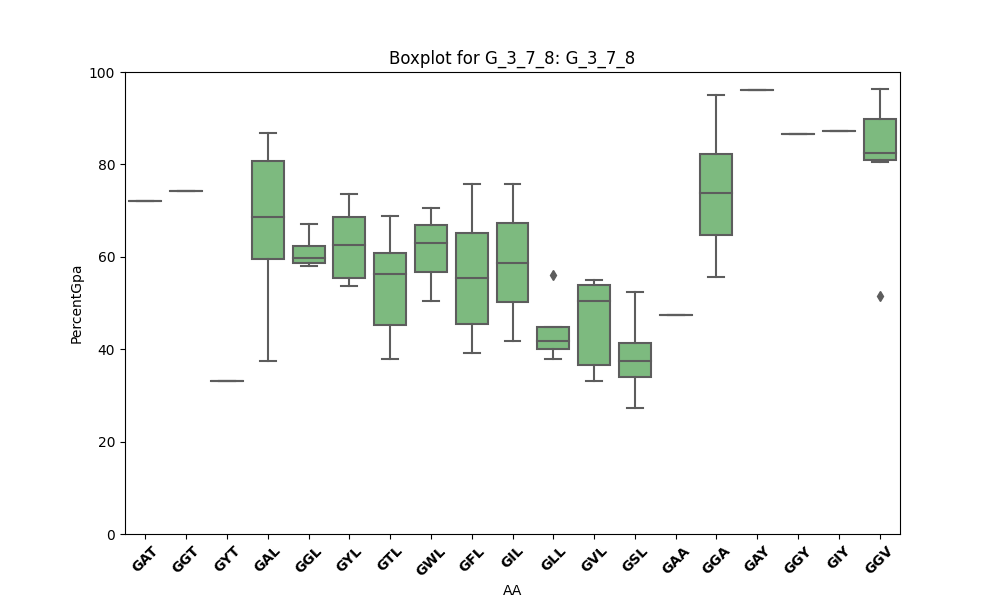 Boxplot for G_3_7_8: G_3_7_8
100
80
60
40
20
0
PercentGpa
GAT GGT GYT GAL GGL GYL GTL GWL GFL GIL GLL GVL GSL GAA GGA GAY GGY GIY GGV
AA